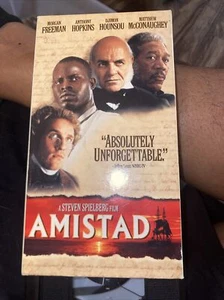 MORGAN FREEMAN ANTHONY HOPKINS DJIMON HOUNSOU MATTHEW McCONAUGHEY
"ABSOLUTELY
UNFORGETTABLE."
A STEVEN SPIELBERG FILM
AMISTAD